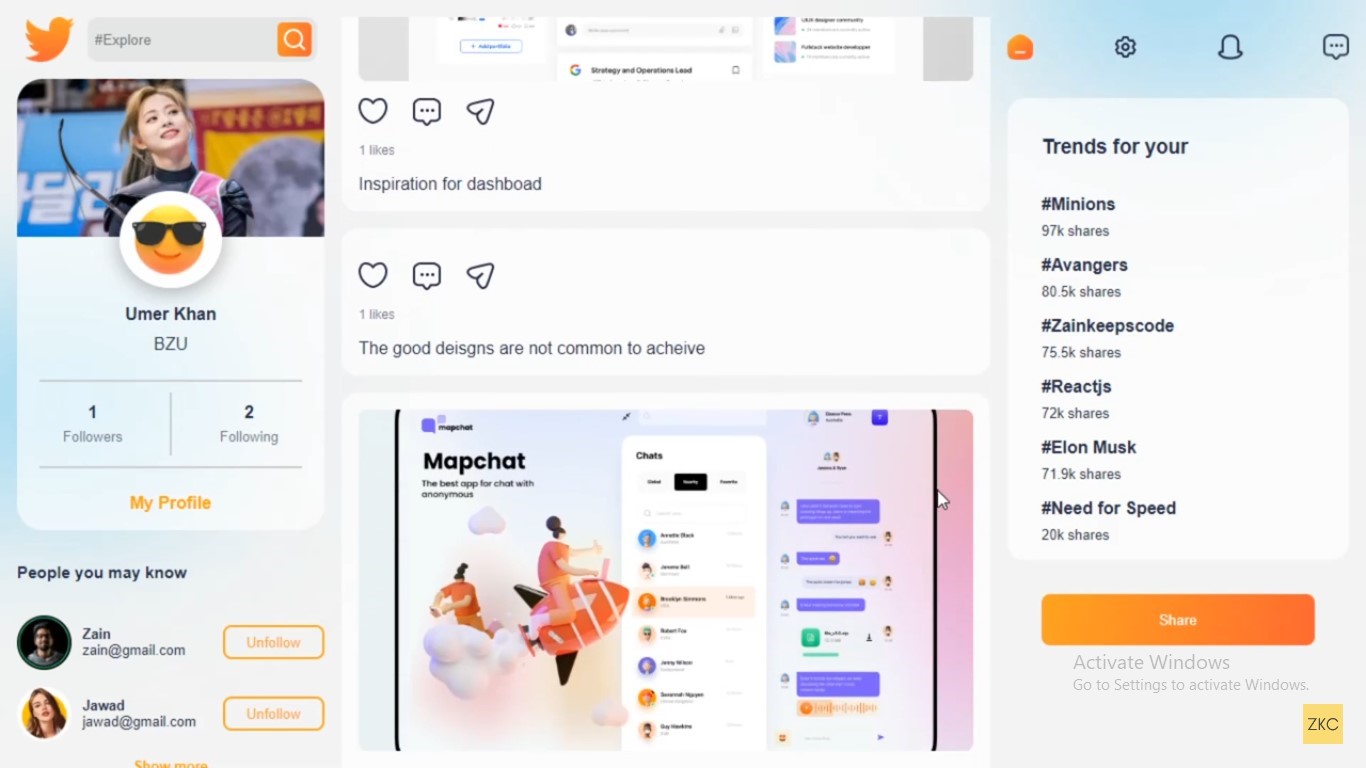 #Explore
Umer Khan
BZU
1
Followers
2
Following
My Profile
People you may know
Zain
zain@gmail.com
Unfollow
Jawad
jawad@gmail.com
Unfollow
Show more
+ Add portfolio
Strategy and Operations Lead
UI/UX designer community
Fullstack website developer
1 likes
Inspiration for dashboad
1 likes
The good deisgns are not common to acheive
mapchat
Mapchat
The best app for chat with
anonymous
Chats
Global
Nearby
Favorite
Annette Black
Jerome Bell
Brooklyn Simmons
Robert Fox
Jenny Wilson
Savannah Nguyen
Guy Hawkins
Trends for your
#Minions
97k shares
#Avangers
80.5k shares
#Zainkeepscode
75.5k shares
#Reactjs
72k shares
#Elon Musk
71.9k shares
#Need for Speed
20k shares
Share
Activate Windows
Go to Settings to activate Windows.
ZKC